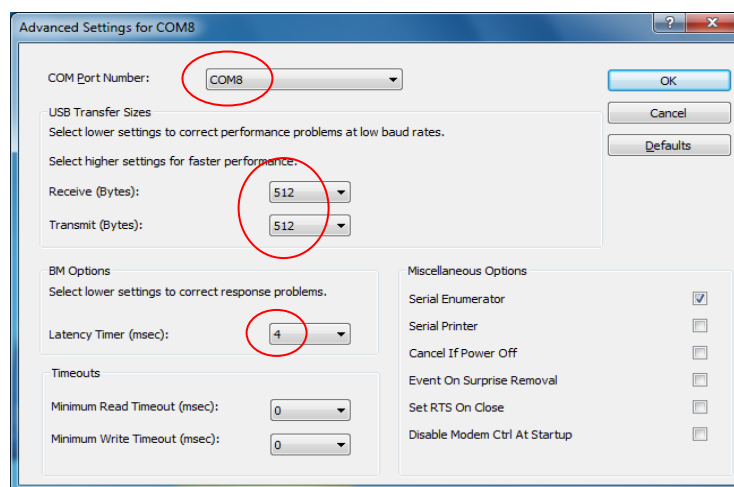 Advanced Settings for COM8
?
X
COM Port Number:
COM8
OK
USB Transfer Sizes
Cancel
Select lower settings to correct performance problems at low baud rates.
Defaults
Select higher settings for faster performance.
Receive (Bytes):
512
Transmit (Bytes):
512
BM Options
Select lower settings to correct response problems.
Latency Timer (msec):
4
Timeouts
Minimum Read Timeout (msec):
0
Minimum Write Timeout (msec):
0
Miscellaneous Options
Serial Enumerator
Serial Printer
Cancel If Power Off
Event On Surprise Removal
Set RTS On Close
Disable Modem Ctrl At Startup